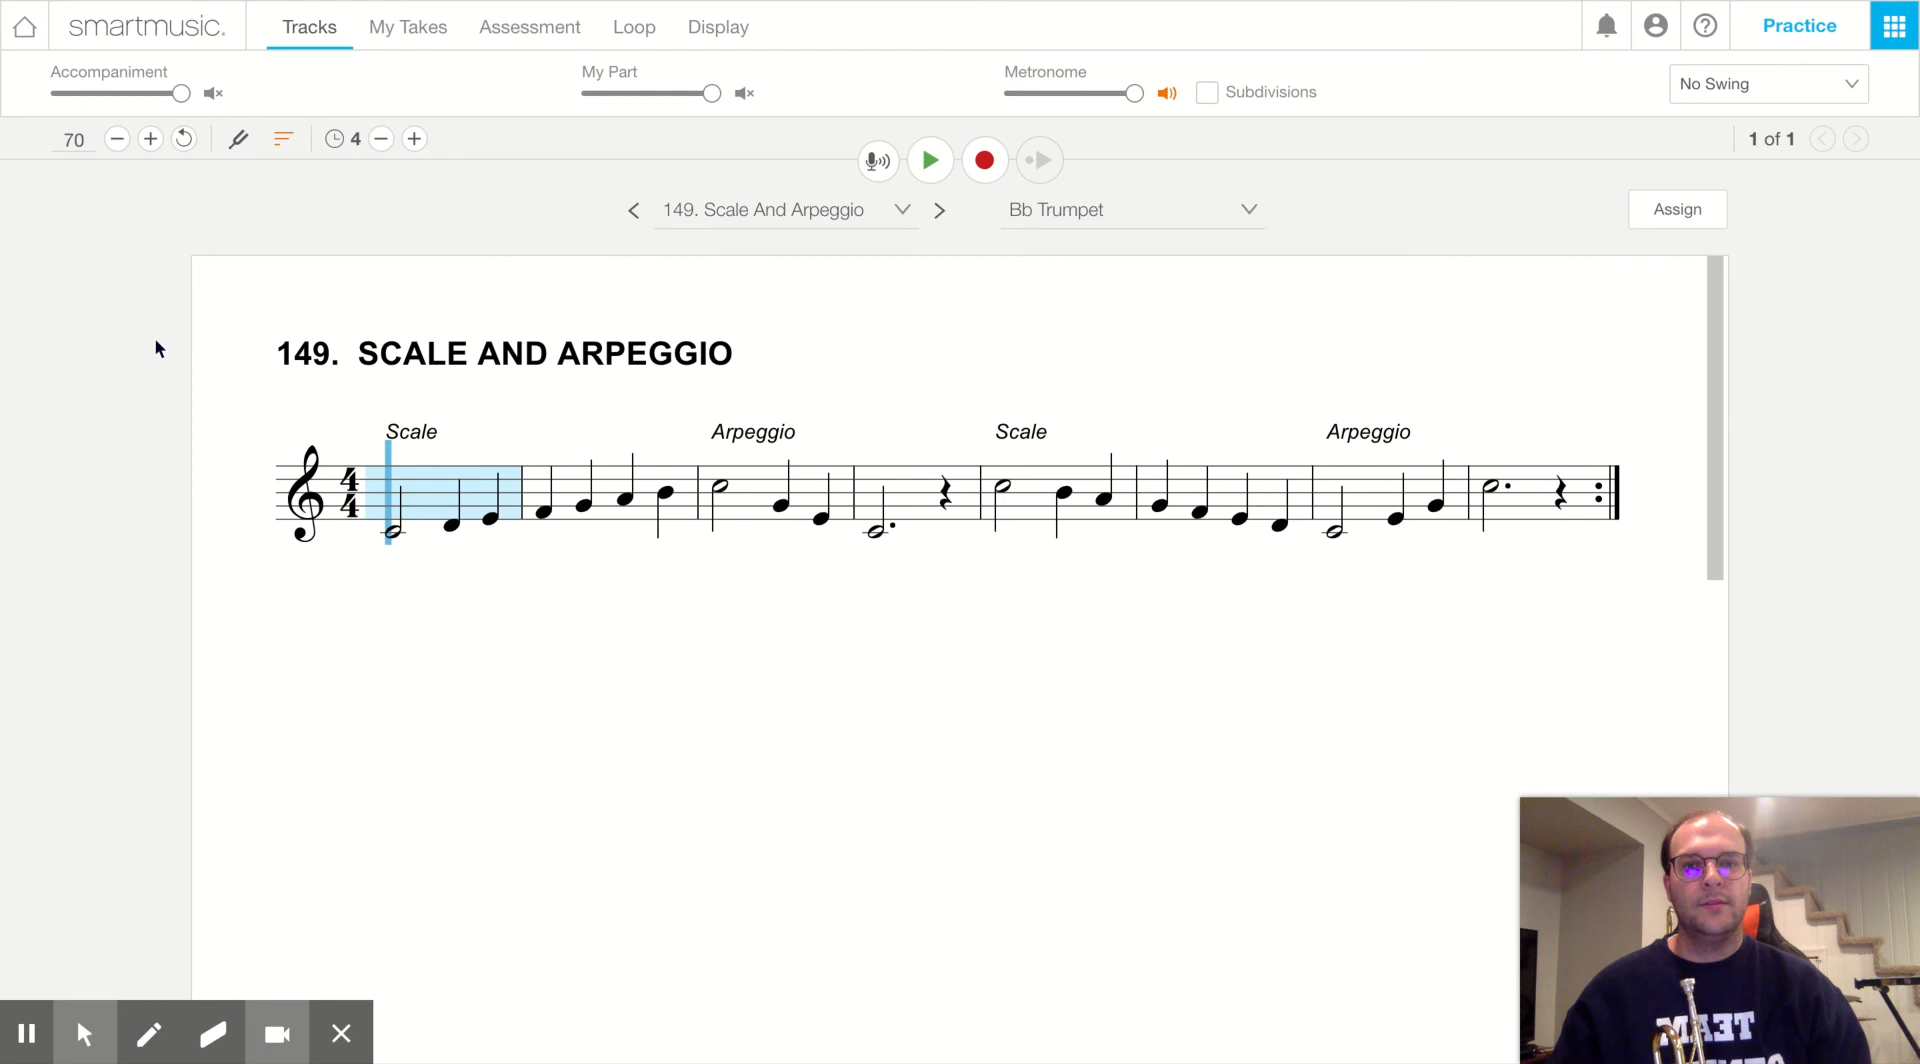 smartmusic. Tracks My Takes Assessment Loop Display Practice
Accompaniment My Part Metronome
Subdivisions No Swing
70 4 1 of 1
149. Scale And Arpeggio Bb Trumpet Assign
149. SCALE AND ARPEGGIO
Scale Arpeggio Scale Arpeggio
4
4
TEAM